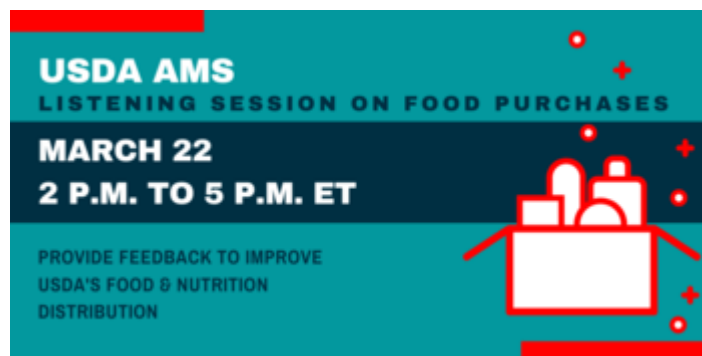 USDA AMS
LISTENING SESSION ON FOOD PURCHASES
MARCH 22
2 P.M. TO 5 P.M. ET
PROVIDE FEEDBACK TO IMPROVE
USDA'S FOOD & NUTRITION
DISTRIBUTION